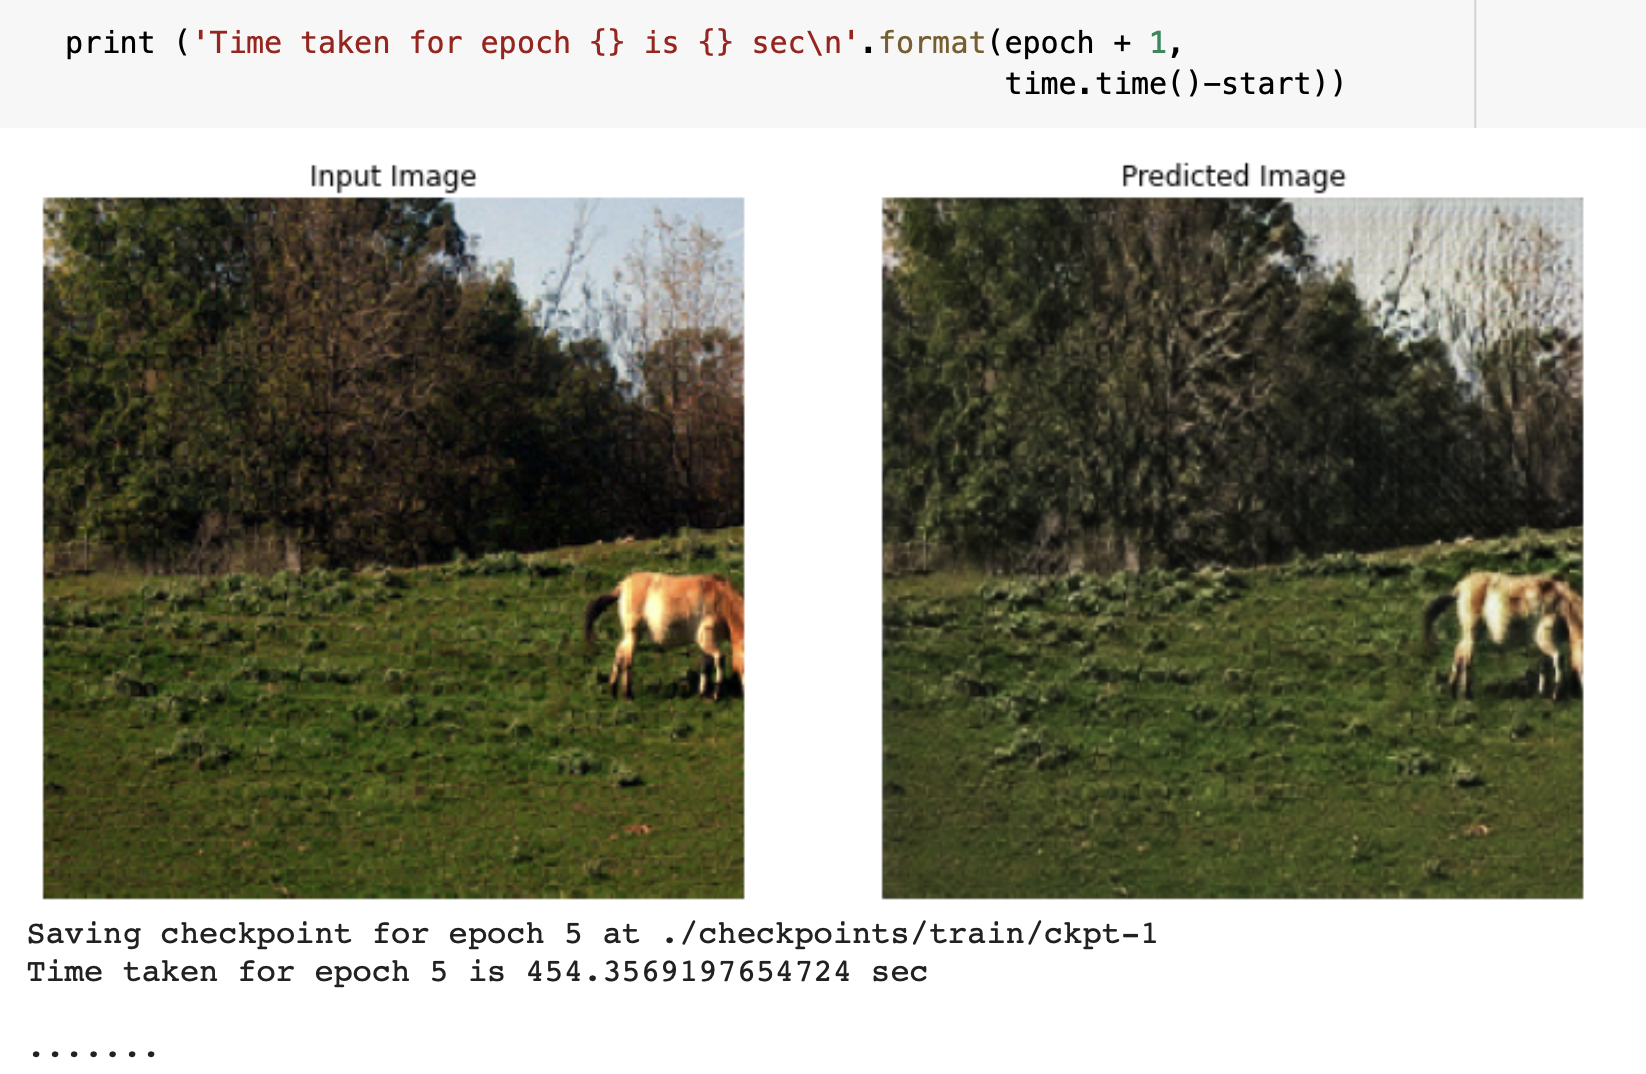 print ('Time taken for epoch {} is {} sec\n'.format(epoch + 1,
time.time()-start))
Input Image
Predicted Image
Saving checkpoint for epoch 5 at ./checkpoints/train/ckpt-1
Time taken for epoch 5 is 454.3569197654724 sec
.......